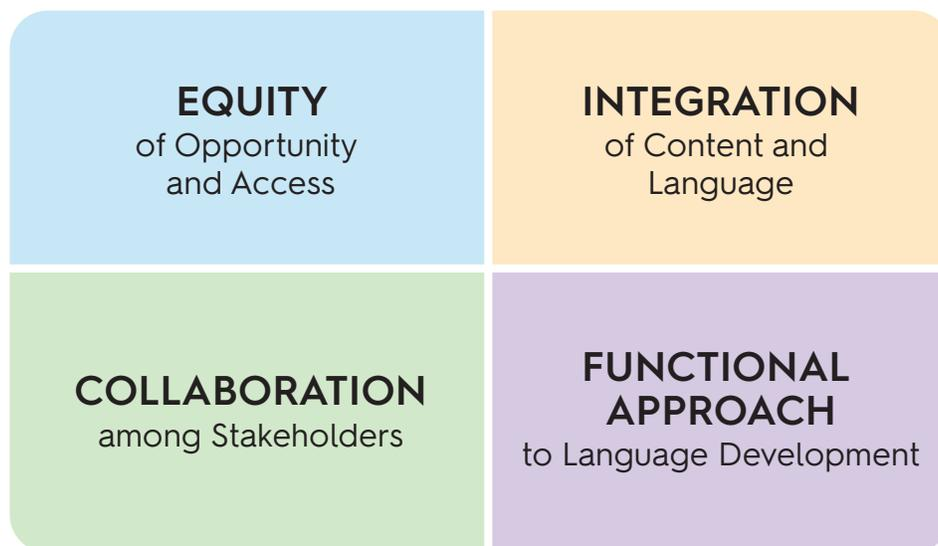 EQUITY
of Opportunity
and Access
INTEGRATION
of Content and
Language
COLLABORATION
among Stakeholders
FUNCTIONAL
APPROACH
to Language Development